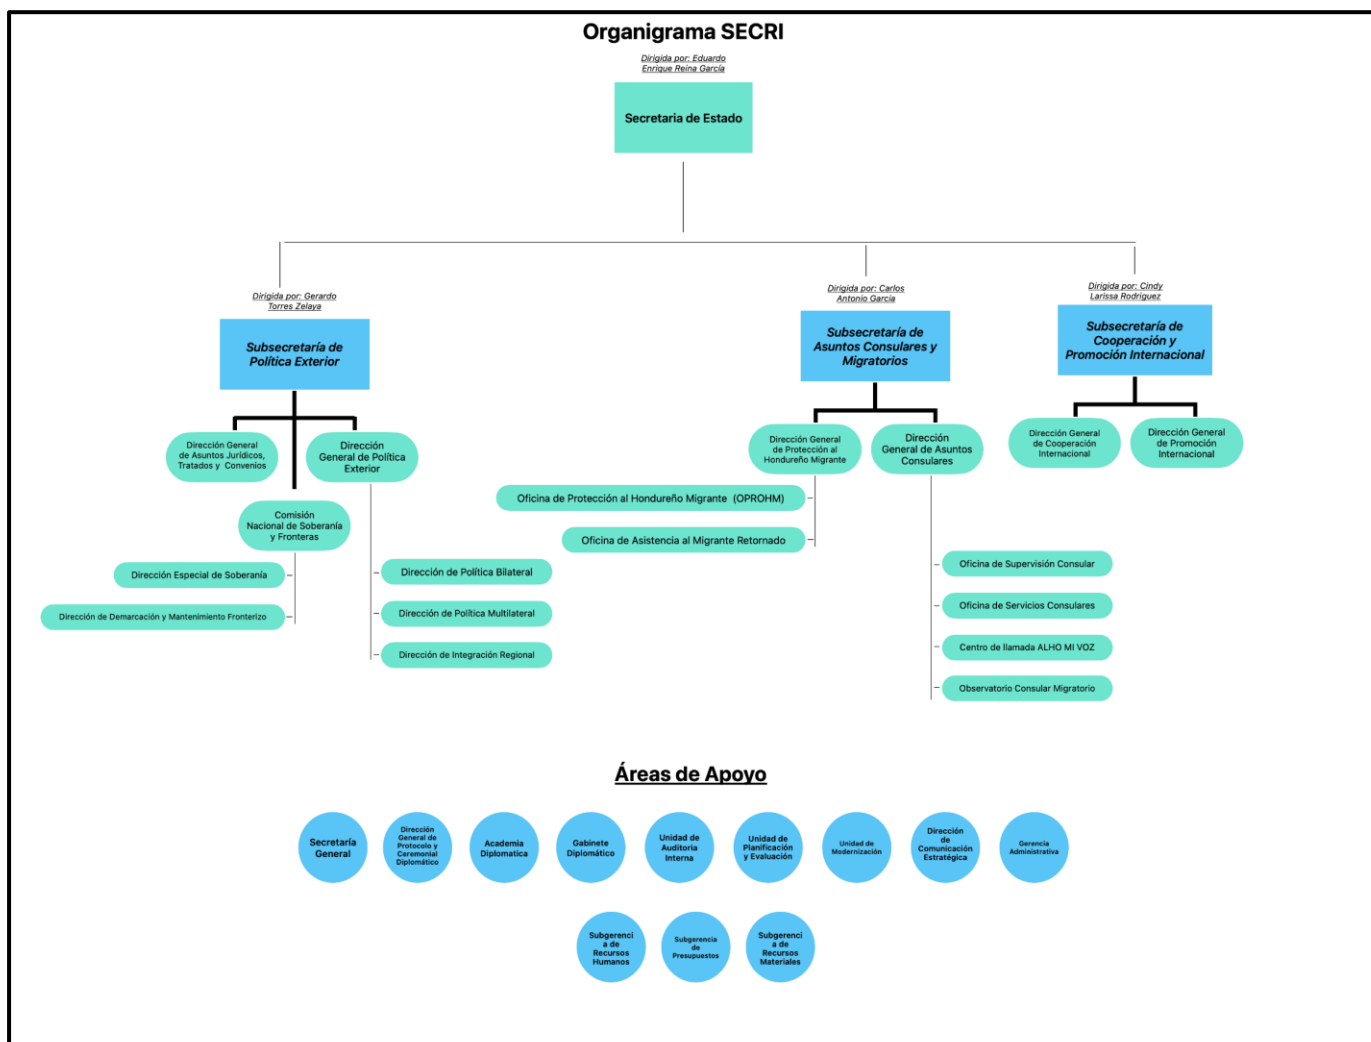 Organigrama SECRI
Dirigida por: Eduardo
Enrique Reina García
Secretaria de Estado
Dirigida por: Gerardo
Torres Zelaya
Subsecretaría de
Política Exterior
Dirigida por: Carlos
Antonio García
Subsecretaría de
Asuntos Consulares y
Migratorios
Dirigida por: Cindy
Larissa Rodríguez
Subsecretaría de
Cooperación y
Promoción Internacional
Dirección General
de Asuntos Jurídicos,
Tratados y Convenios
Dirección
General de Política
Exterior
Comisión
Nacional de Soberanía
y Fronteras
Dirección Especial de Soberanía
Dirección de Demarcación y Mantenimiento Fronterizo
Dirección de Política Bilateral
Dirección de Política Multilateral
Dirección de Integración Regional
Dirección General
de Protección al
Hondureño Migrante
Dirección
General de Asuntos
Consulares
Oficina de Protección al Hondureño Migrante (OPROHM)
Oficina de Asistencia al Migrante Retornado
Oficina de Supervisión Consular
Oficina de Servicios Consulares
Centro de llamada ALHO MI VOZ
Observatorio Consular Migratorio
Dirección General
de Cooperación
Internacional
Dirección General
de Promoción
Internacional
Áreas de Apoyo
Secretaría
General
Dirección
General de
Protocolo y
Ceremonial
Diplomático
Academia
Diplomatica
Gabinete
Diplomático
Unidad de
Auditoria
Interna
Unidad de
Planificación
y Evaluación
Unidad de
Modernización
Dirección
de
Comunicación
Estratégica
Gerencia
Administrativa
Subgerenci
a de
Recursos
Humanos
Subgerencia
de
Presupuestos
Subgerenci
a de
Recursos
Materiales